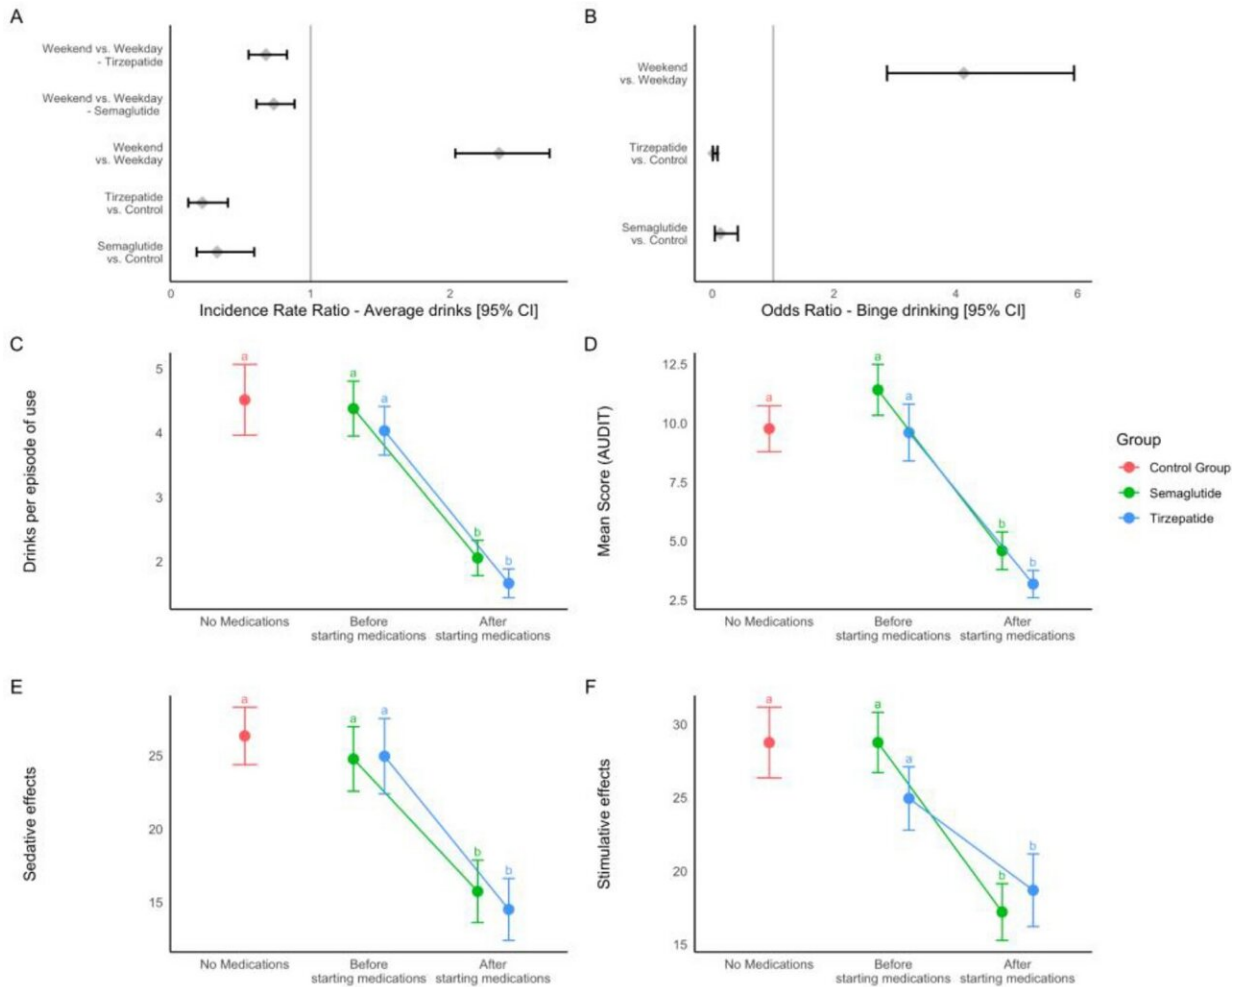 A
Weekend vs. Weekday
- Tirzepatide
Weekend vs. Weekday
- Semaglutide
Weekend
vs. Weekday
Tirzepatide
vs. Control
Semaglutide
vs. Control
0 1 2
Incidence Rate Ratio - Average drinks [95% CI]
B
Weekend
vs. Weekday
Tirzepatide
vs. Control
Semaglutide
vs. Control
0 2 4 6
Odds Ratio - Binge drinking [95% CI]
C
Drinks per episode of use
5
4
3
2
a
a
a
b
b
No Medications
Before
starting medications
After
starting medications
D
Mean Score (AUDIT)
12.5
10.0
7.5
5.0
2.5
a
a
a
b
b
No Medications
Before
starting medications
After
starting medications
Group
Control Group
Semaglutide
Tirzepatide
E
Sedative effects
25
20
15
a
a
a
b
b
No Medications
Before
starting medications
After
starting medications
F
Stimulative effects
30
25
20
15
a
a
a
b
b
No Medications
Before
starting medications
After
starting medications